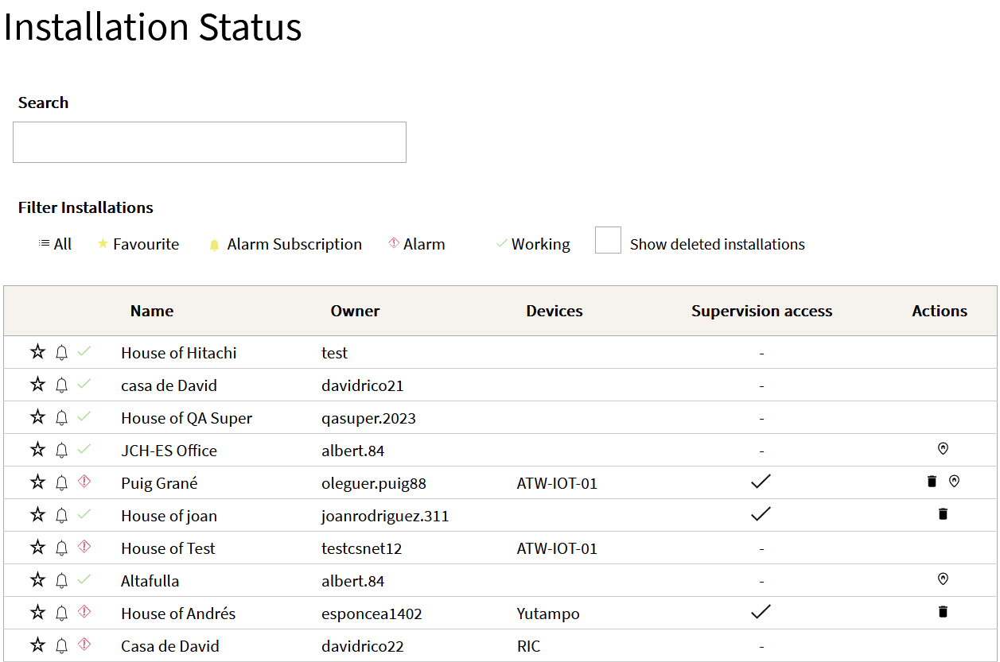 Installation Status
Search
Filter Installations
All Favourite Alarm Subscription Alarm Working Show deleted installations
Name Owner Devices Supervision access Actions
House of Hitachi test -
casa de David davidrico21 -
House of QA Super qasuper.2023 -
JCH-ES Office albert.84 -
Puig Grané oleguer.puig88 ATW-IOT-01
House of joan joanrodriguez.311
House of Test testcsnet12 ATW-IOT-01 -
Altafulla albert.84 -
House of Andrés esponcea1402 Yutampo
Casa de David davidrico22 RIC -